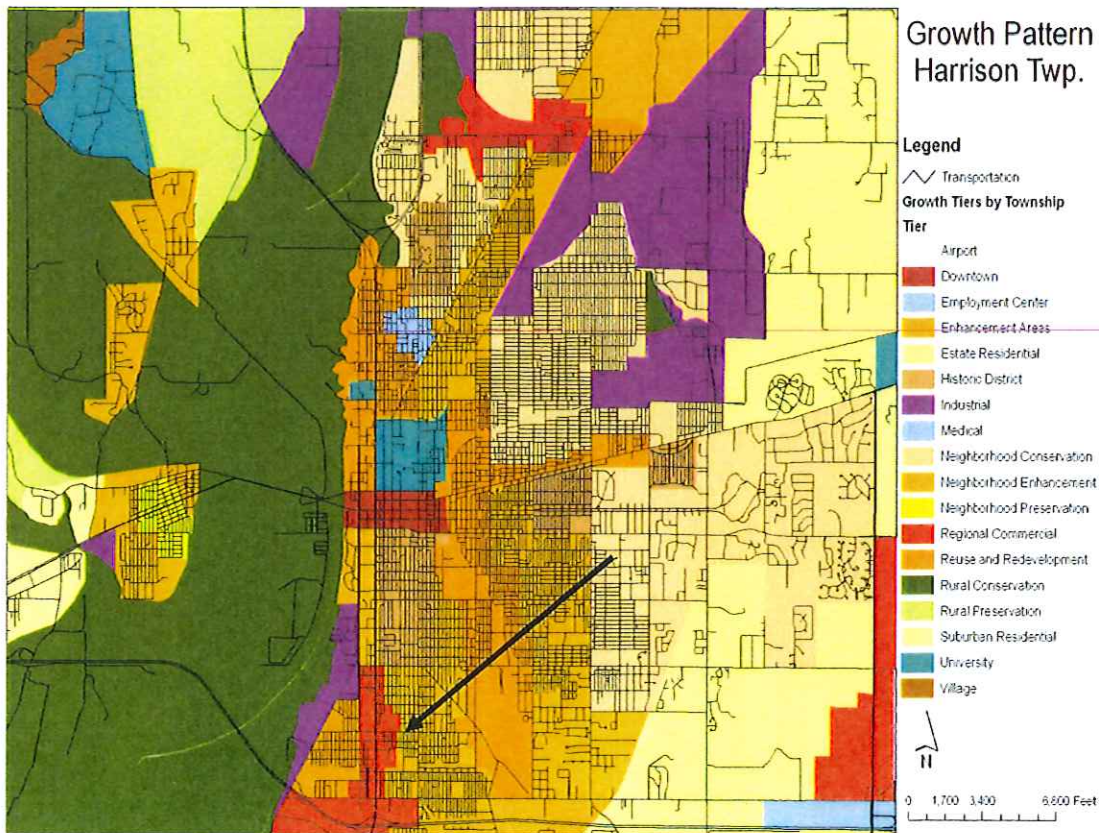 Growth Pattern
Harrison Twp.
Legend
Transportation
Growth Tiers by Township
Tier
Airport
Downtown
Employment Center
Enhancement Areas
Estate Residential
Historic District
Industrial
Medical
Neighborhood Conservation
Neighborhood Enhancement
Neighborhood Preservation
Regional Commercial
Reuse and Redevelopment
Rural Conservation
Rural Preservation
Suburban Residential
University
Village
N
0 1,700 3,400 6,800 Feet